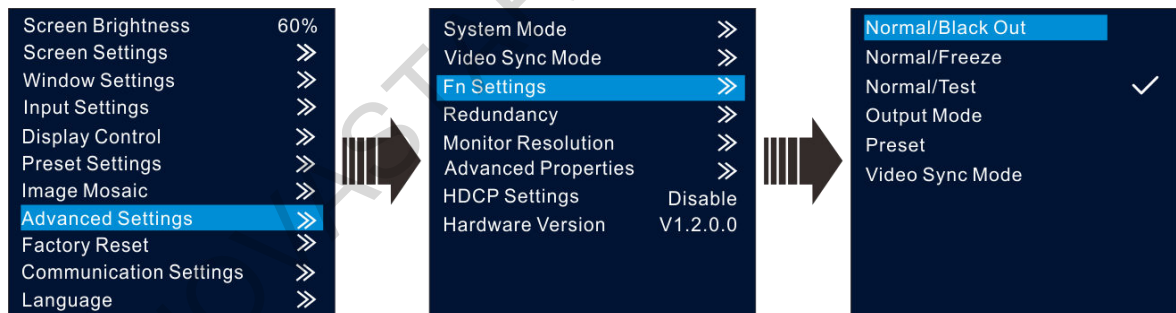 Screen Brightness 60%
Screen Settings
Window Settings
Input Settings
Display Control
Preset Settings
Image Mosaic
Advanced Settings
Factory Reset
Communication Settings
Language
System Mode
Video Sync Mode
Fn Settings
Redundancy
Monitor Resolution
Advanced Properties
HDCP Settings Disable
Hardware Version V1.2.0.0
Normal/Black Out
Normal/Freeze
Normal/Test
Output Mode
Preset
Video Sync Mode